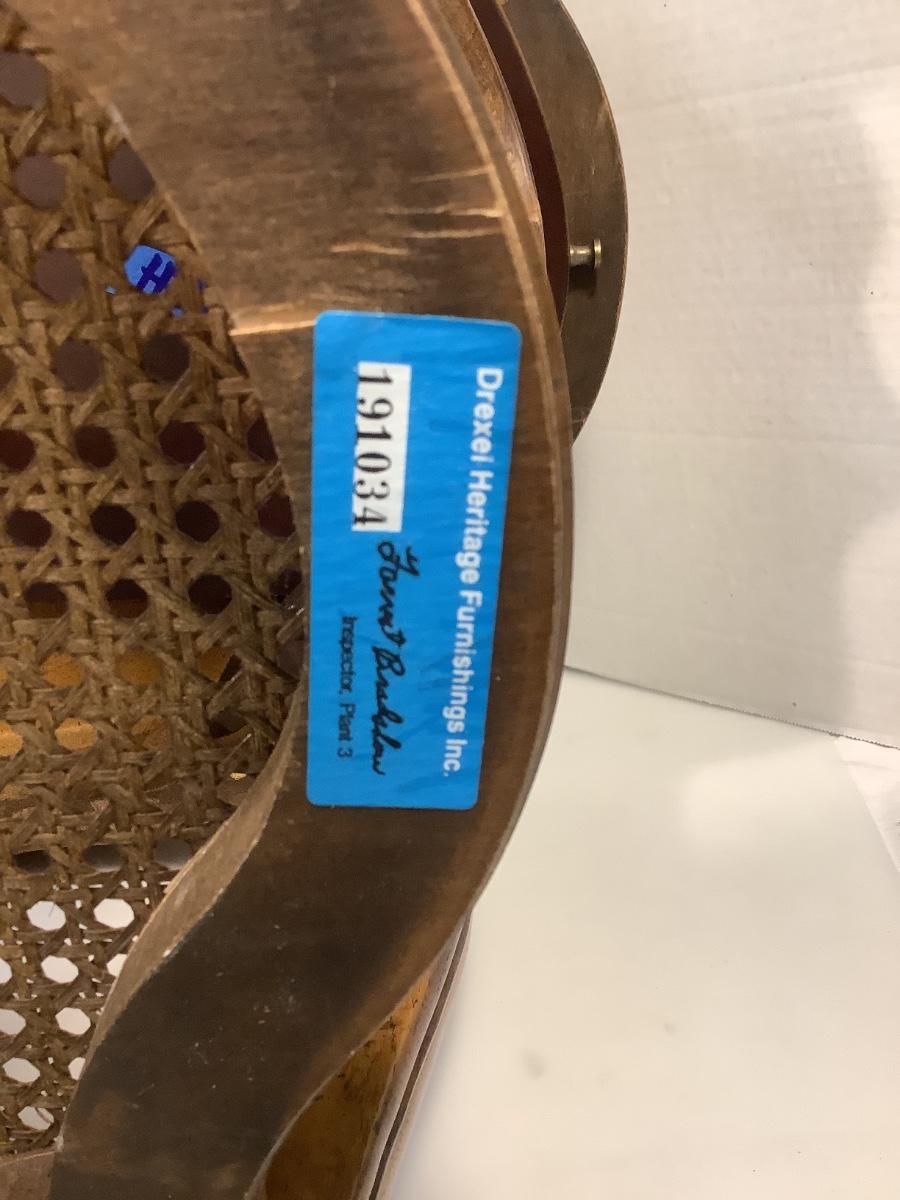 Drexel Heritage Furnishings Inc.
191034
Inspector, Plant 3
H